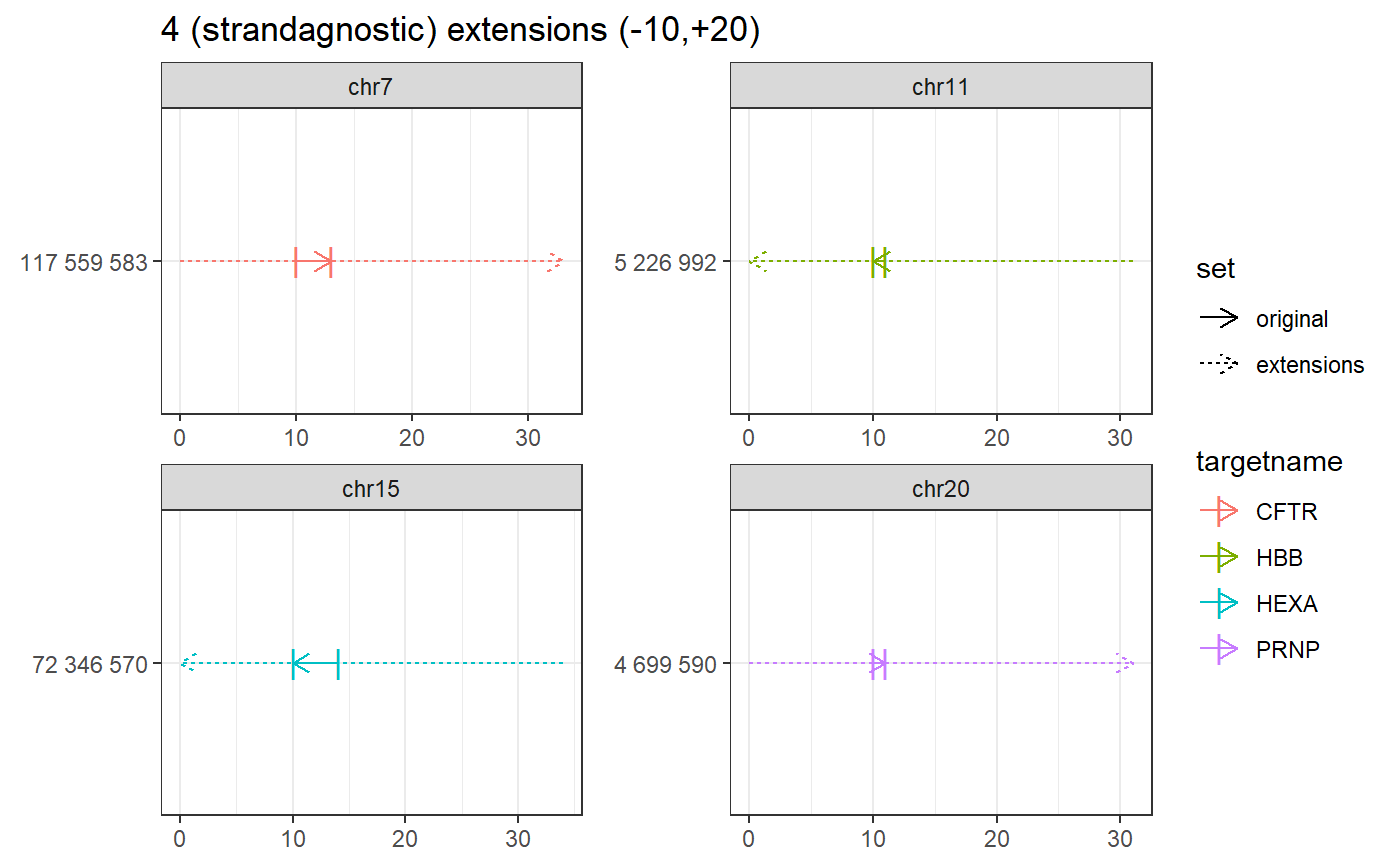 4 (strandagnostic) extensions (-10,+20)
chr7
117 559 583
0 10 20 30
chr11
5 226 992
0 10 20 30
chr15
72 346 570
0 10 20 30
chr20
4 699 590
0 10 20 30
set
original
extensions
targetname
CFTR
HBB
HEXA
PRNP